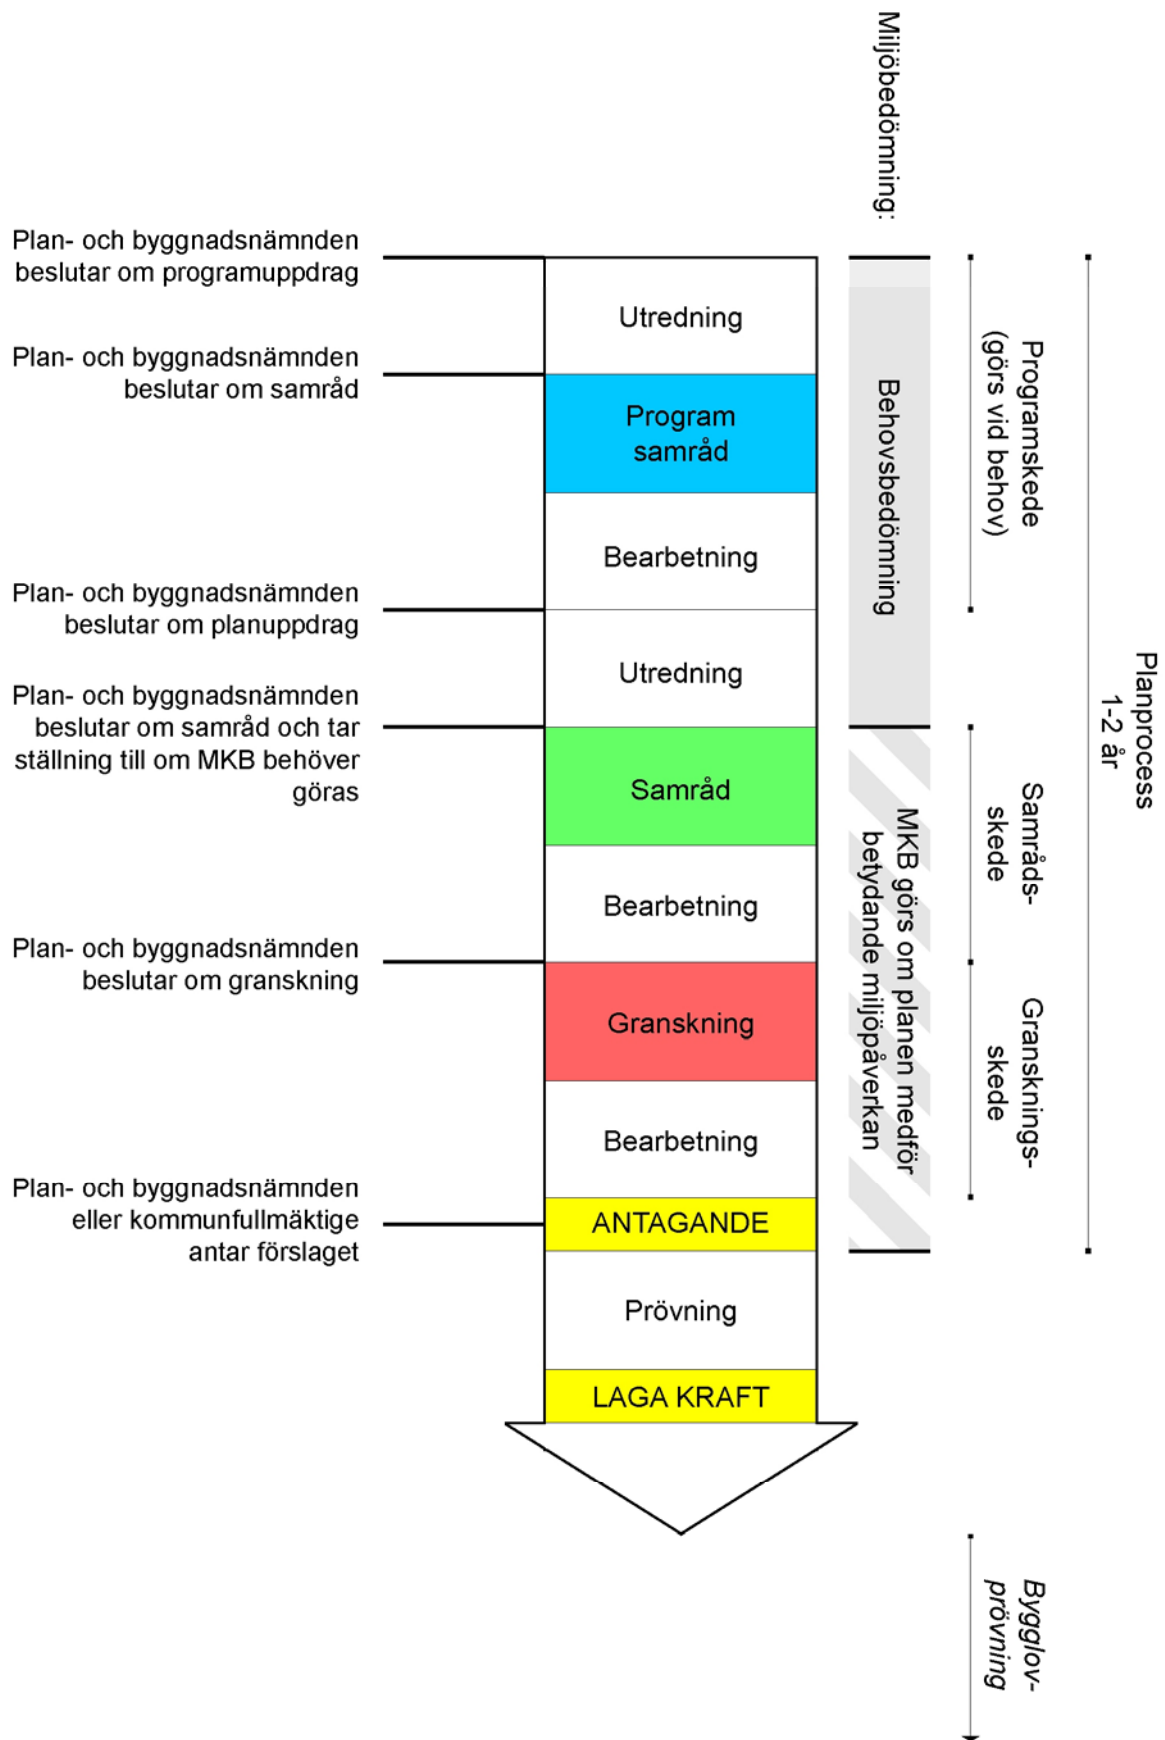 Miljöbedömning:
Plan- och byggnadsnämnden
beslutar om programuppdrag
Plan- och byggnadsnämnden
beslutar om samråd
Plan- och byggnadsnämnden
beslutar om planuppdrag
Plan- och byggnadsnämnden
beslutar om samråd och tar
ställning till om MKB behöver
göras
Plan- och byggnadsnämnden
beslutar om granskning
Plan- och byggnadsnämnden
eller kommunfullmäktige
antar förslaget
Utredning
Program
samråd
Bearbetning
Utredning
Samråd
Bearbetning
Granskning
Bearbetning
ANTAGANDE
Prövning
LAGA KRAFT
Behovsbedömning
MKB görs om planen medför
betydande miljöpåverkan
Programskede
(görs vid behov)
Samråds-
skede
Gransknings-
skede
Bygglov-
prövning
Planprocess
1-2 år